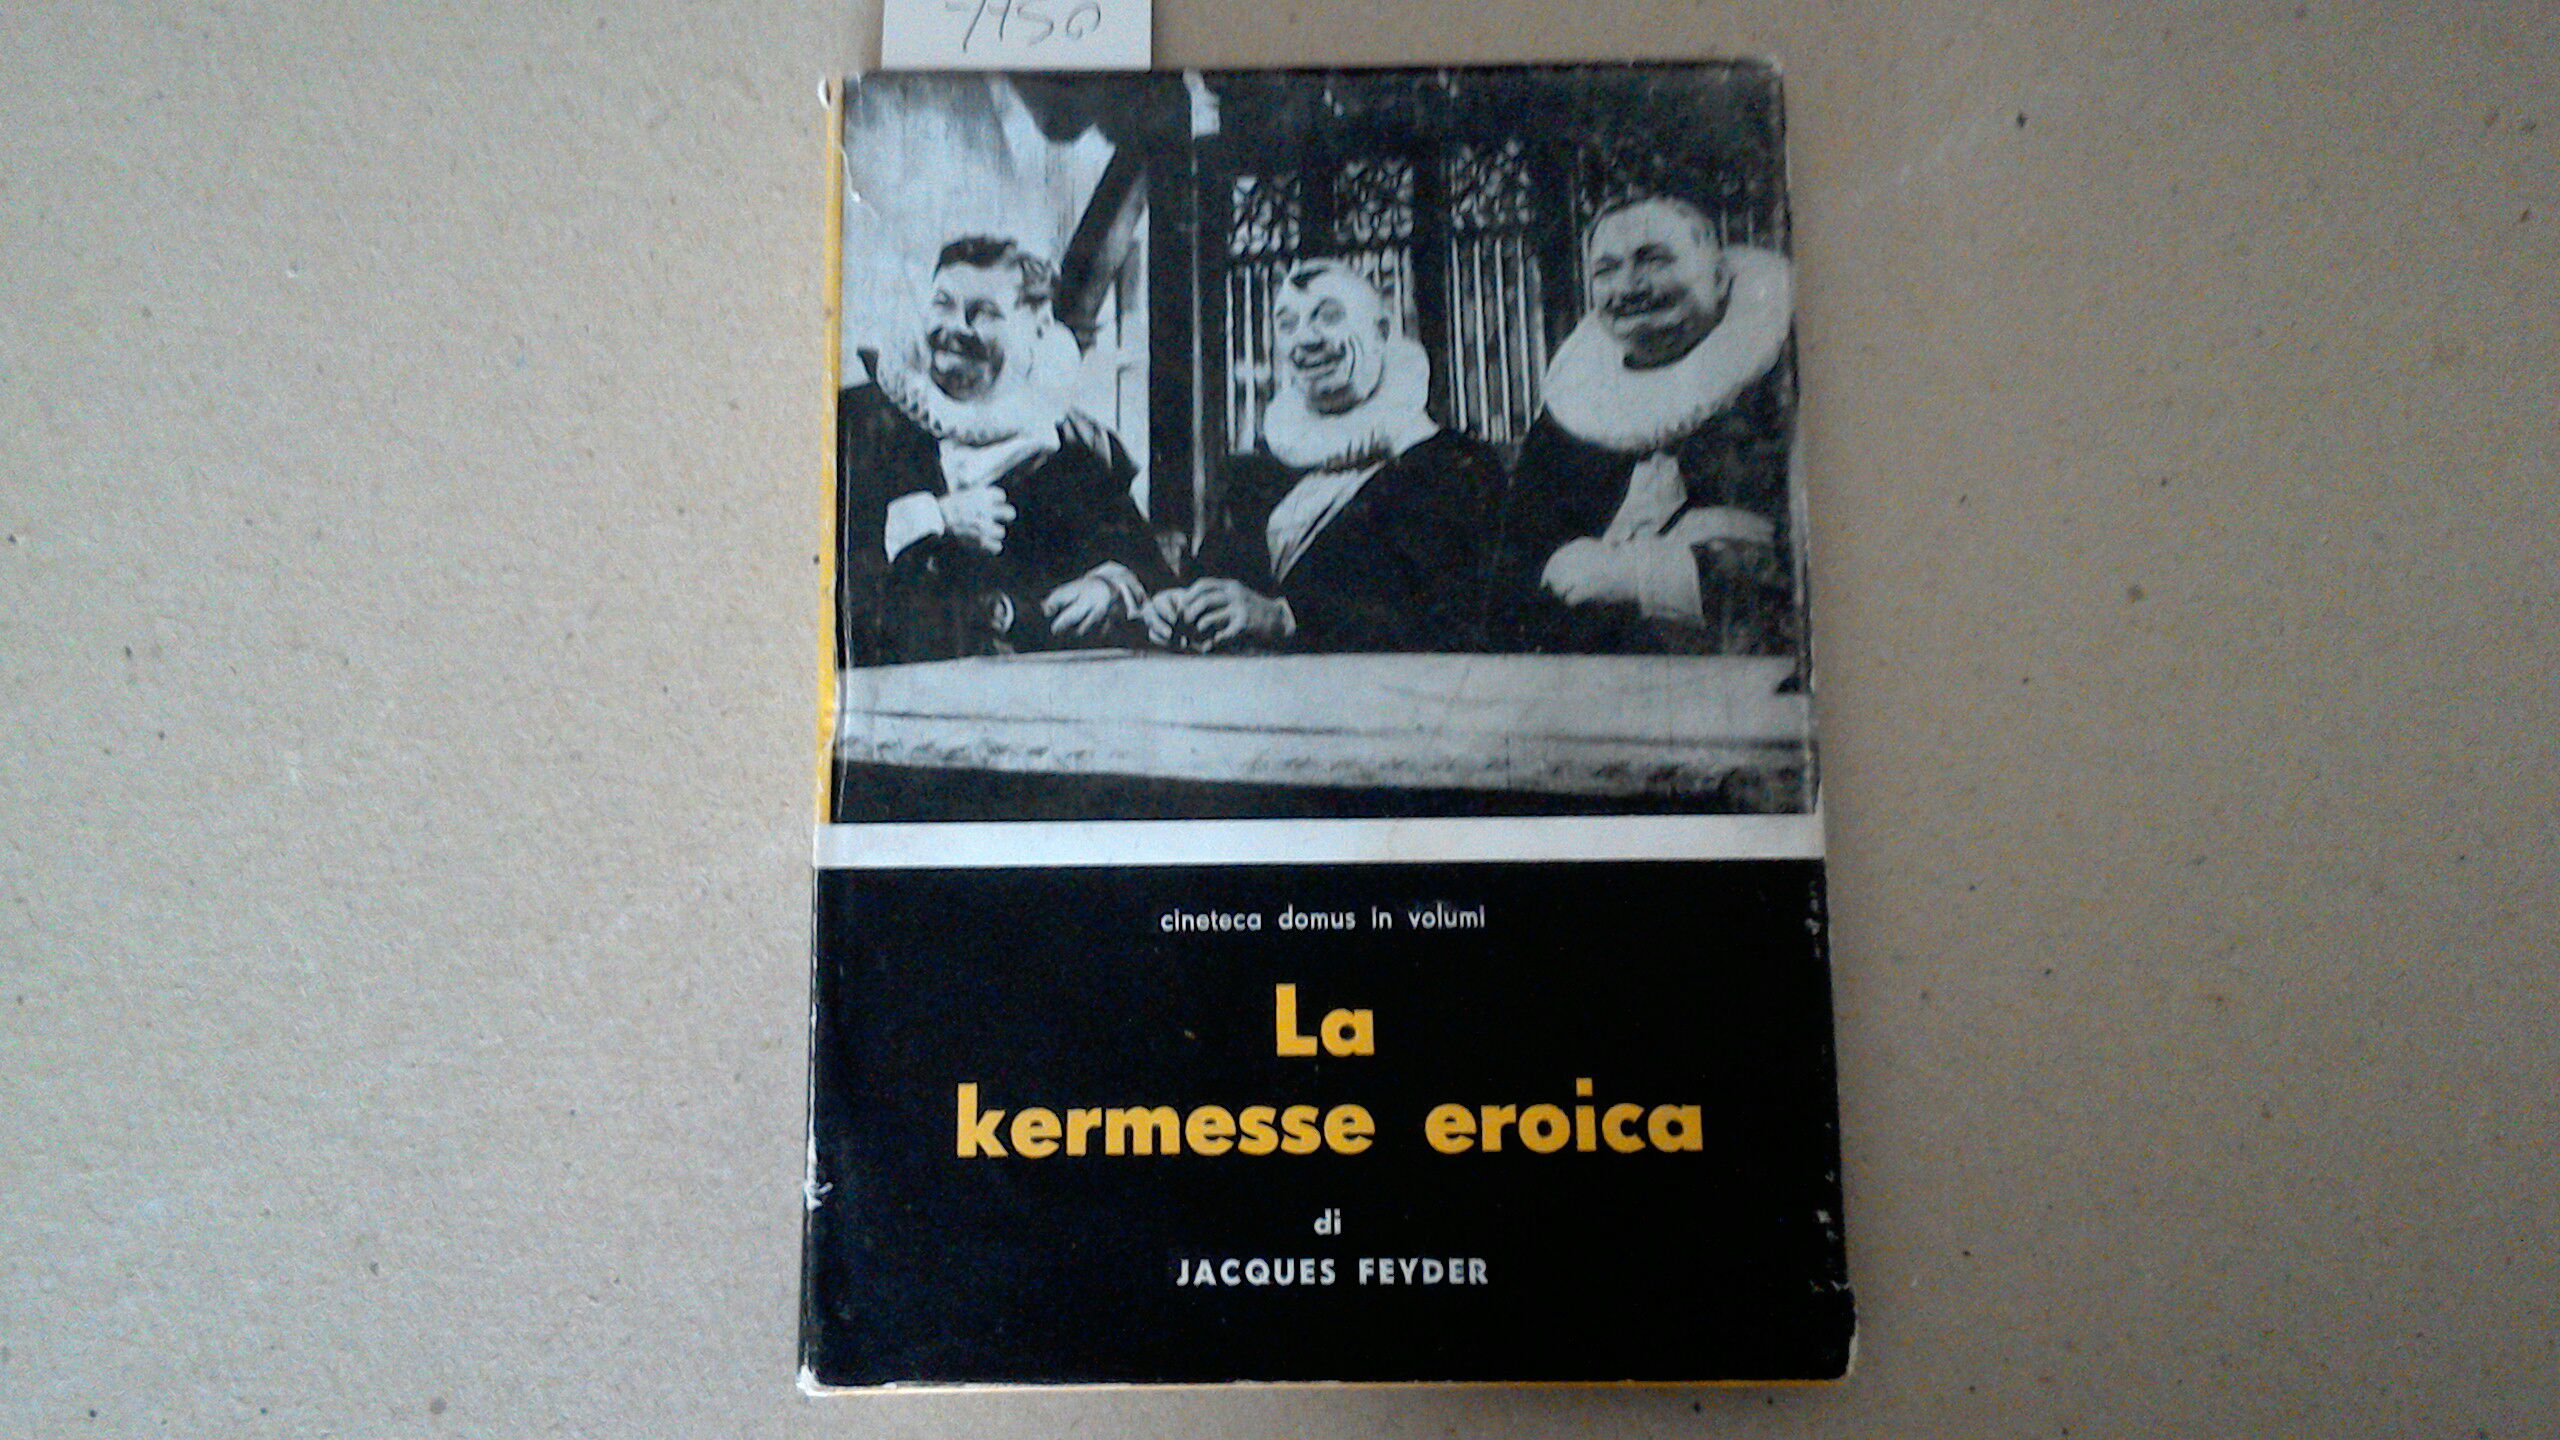 cineteca domus in volumi
La
kermesse eroica
di
JACQUES FEYDER